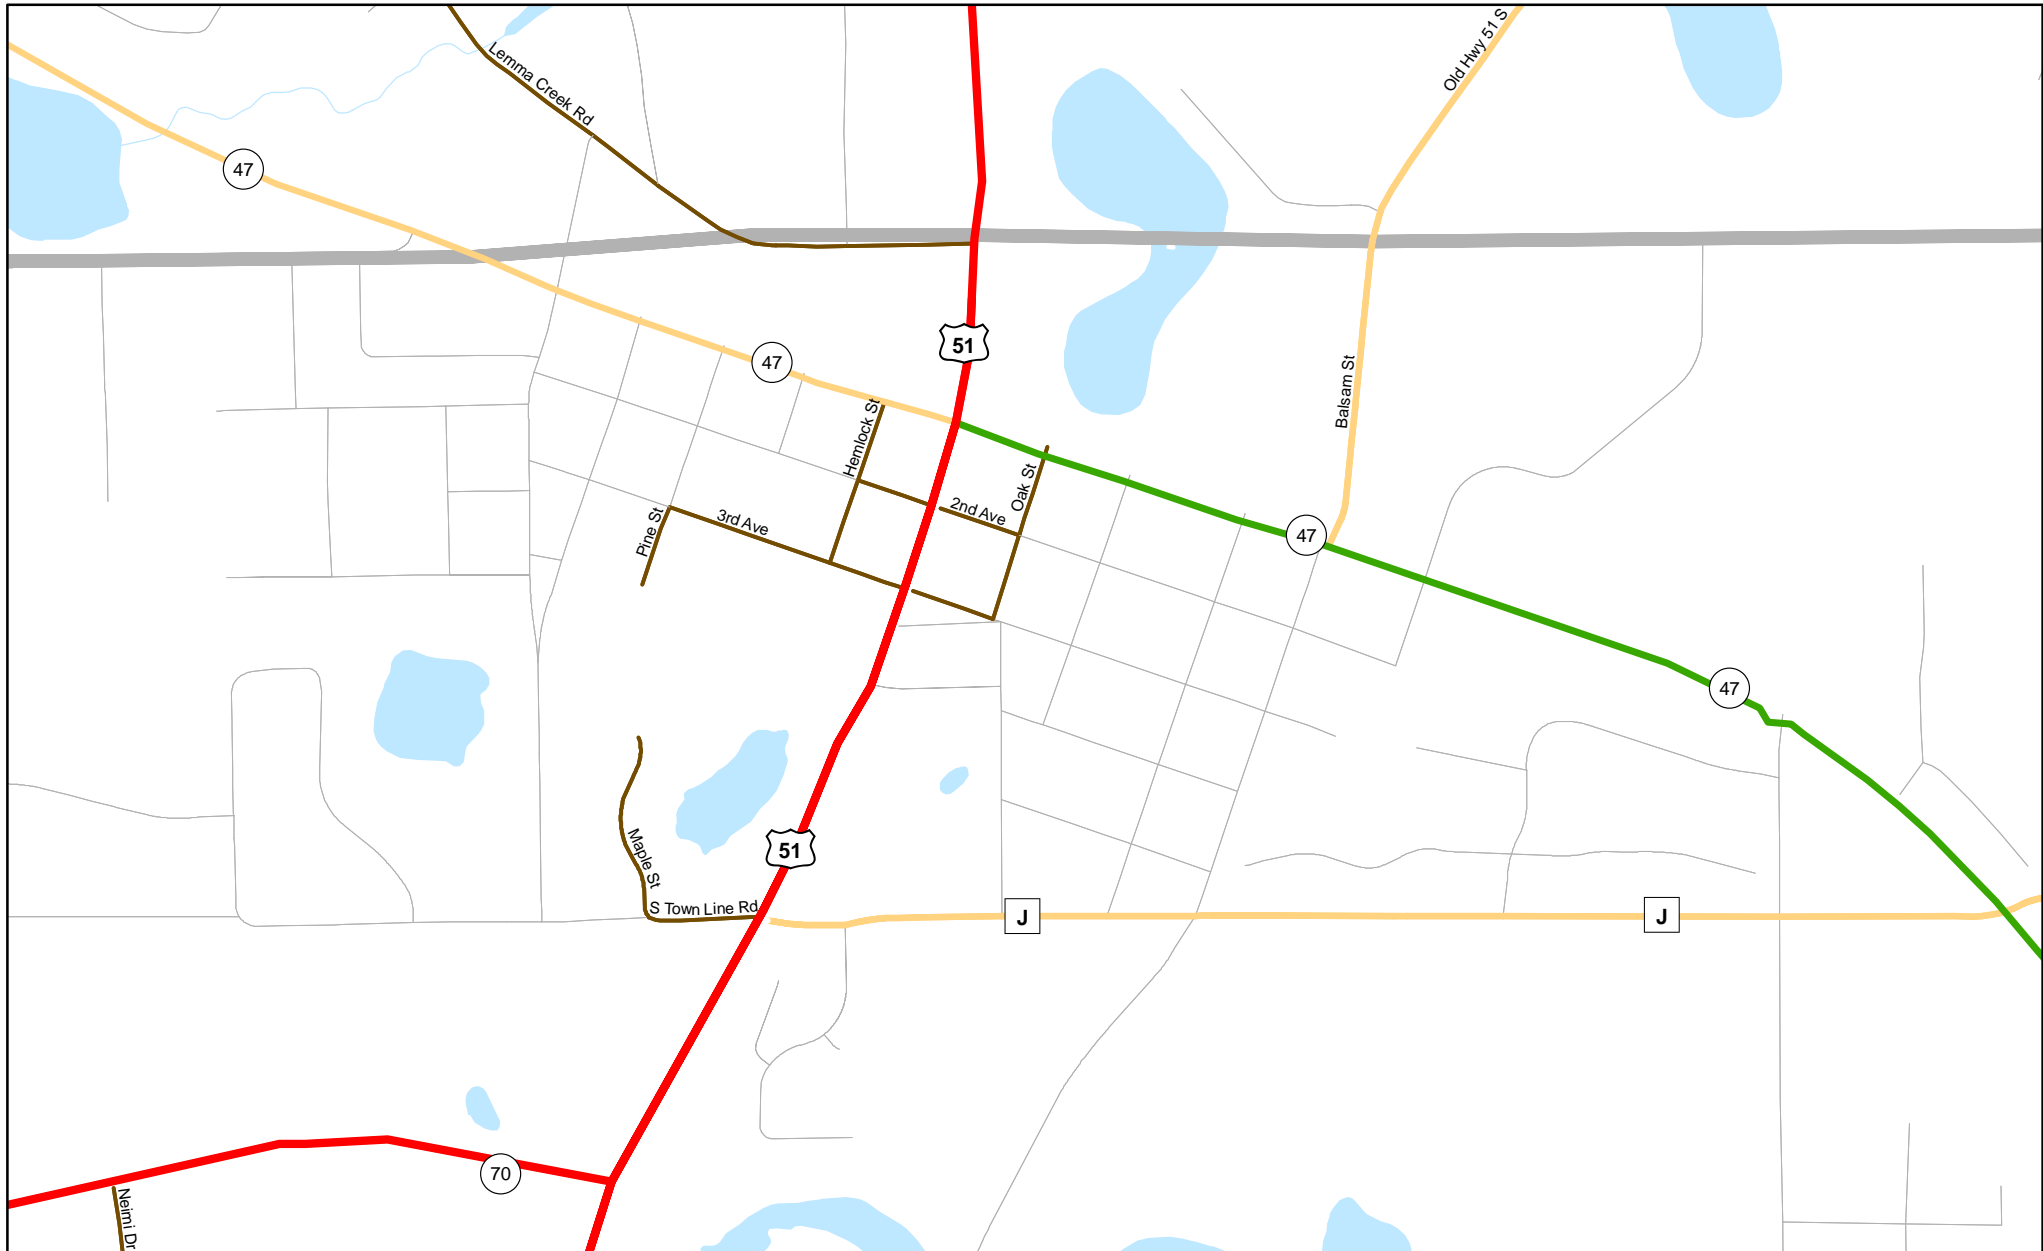 Lemma Creek Rd
Old Hwy 51 S
47
51
47
Balsam St
Hemlock St
Oak St
2nd Ave
3rd Ave
Pine St
47
47
Maple St
51
S Town Line Rd
J
J
70
Neimi Dr